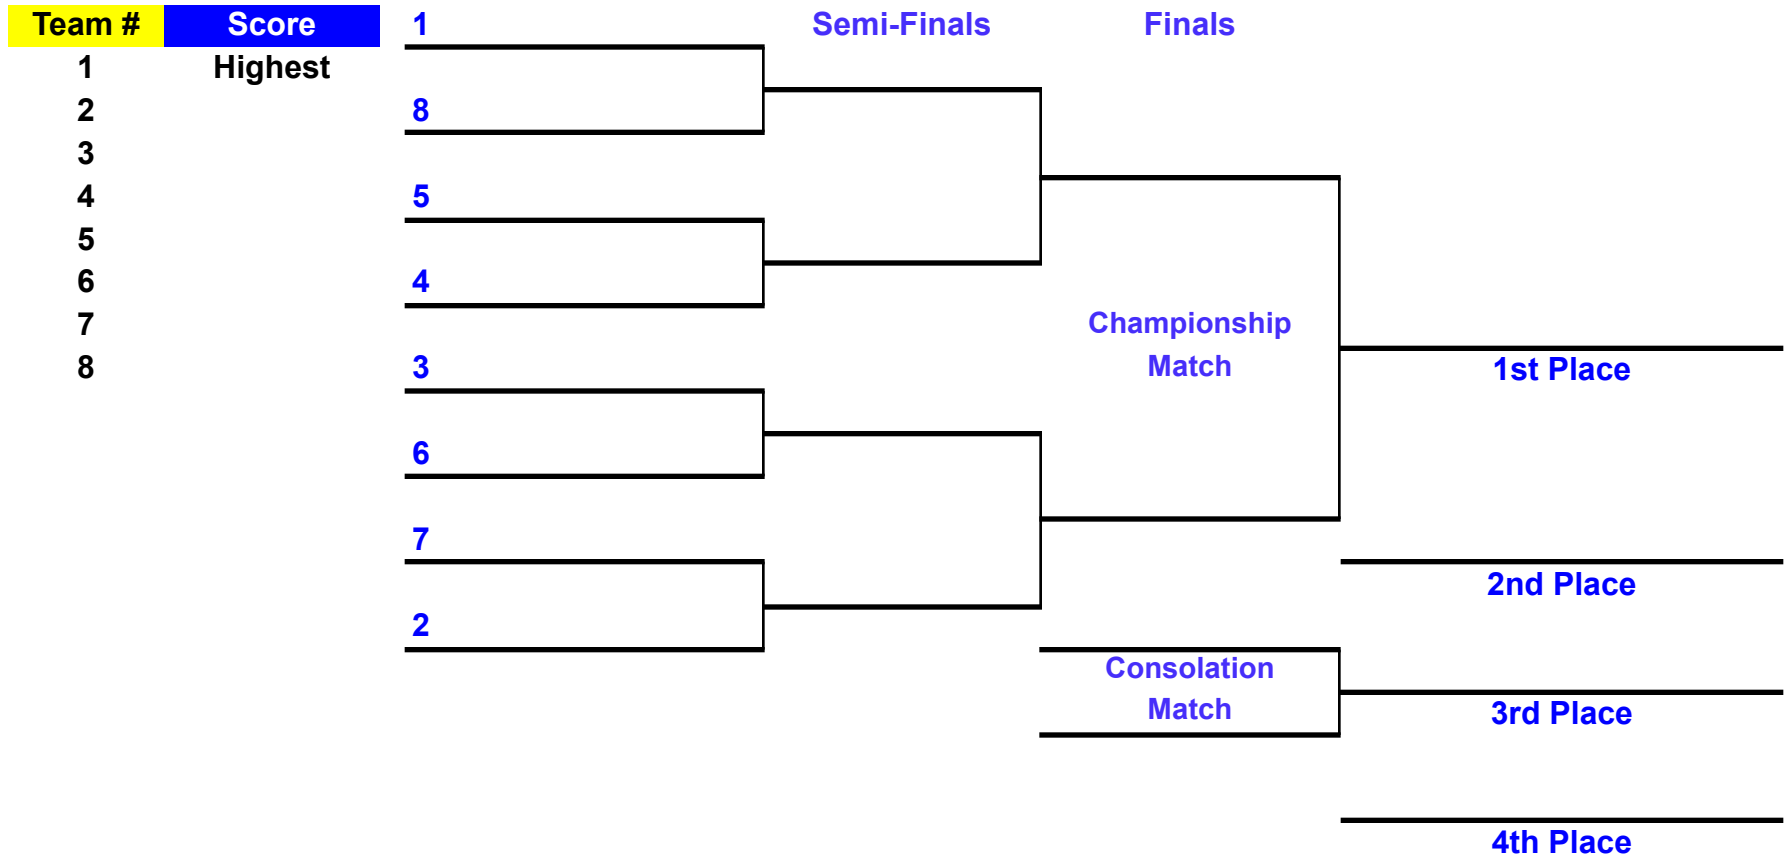 Team # Score
1 Highest
2
3
4
5
6
7
8
1
8
5
4
3
6
7
2
Semi-Finals
Finals
Championship
Match
Consolation
Match
1st Place
2nd Place
3rd Place
4th Place